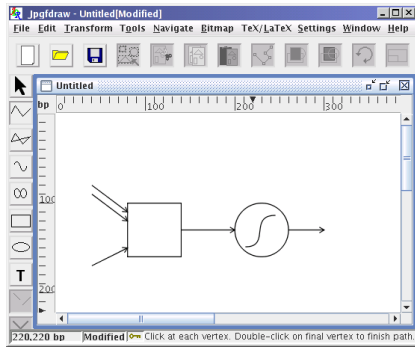 Jpgfdraw - Untitled[Modified]
File Edit Transform Tools Navigate Bitmap TeX/LaTeX Settings Window Help
Untitled
bp 0 100 200 300
100
T
200
220,220 bp Modified Click at each vertex. Double-click on final vertex to finish path